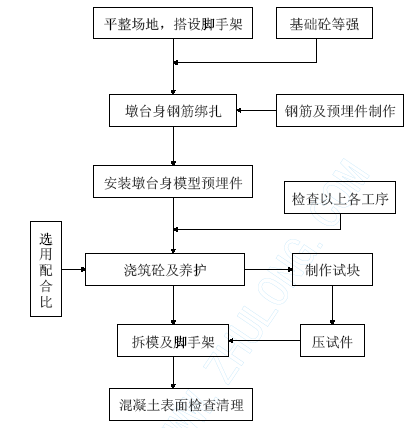 平整场地，搭设脚手架
基础砼等强
墩台身钢筋绑扎
钢筋及预埋件制作
安装墩台身模型预埋件
检查以上各工序
选用配合比
浇筑砼及养护
制作试块
拆模及脚手架
压试件
混凝土表面检查清理
ZHULONG.COM